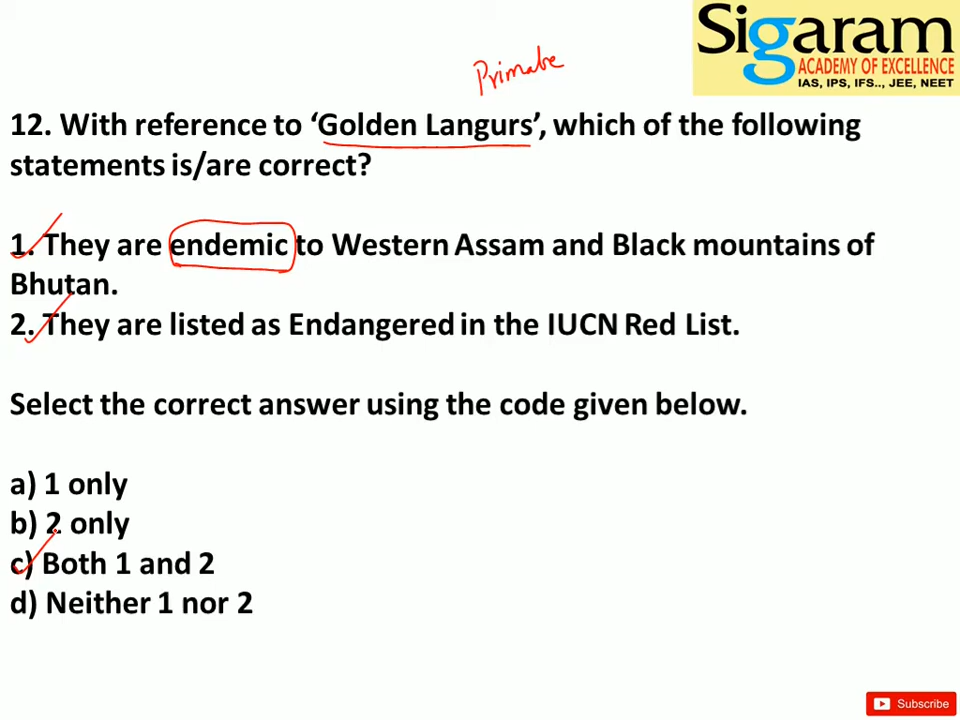 Sigaram
ACADEMY OF EXCELLENCE
IAS, IPS, IFS.., JEE, NEET
Primate
12. With reference to ‘Golden Langurs’, which of the following
statements is/are correct?
1. They are endemic to Western Assam and Black mountains of
Bhutan.
2. They are listed as Endangered in the IUCN Red List.
Select the correct answer using the code given below.
a) 1 only
b) 2 only
c) Both 1 and 2
d) Neither 1 nor 2
Subscribe